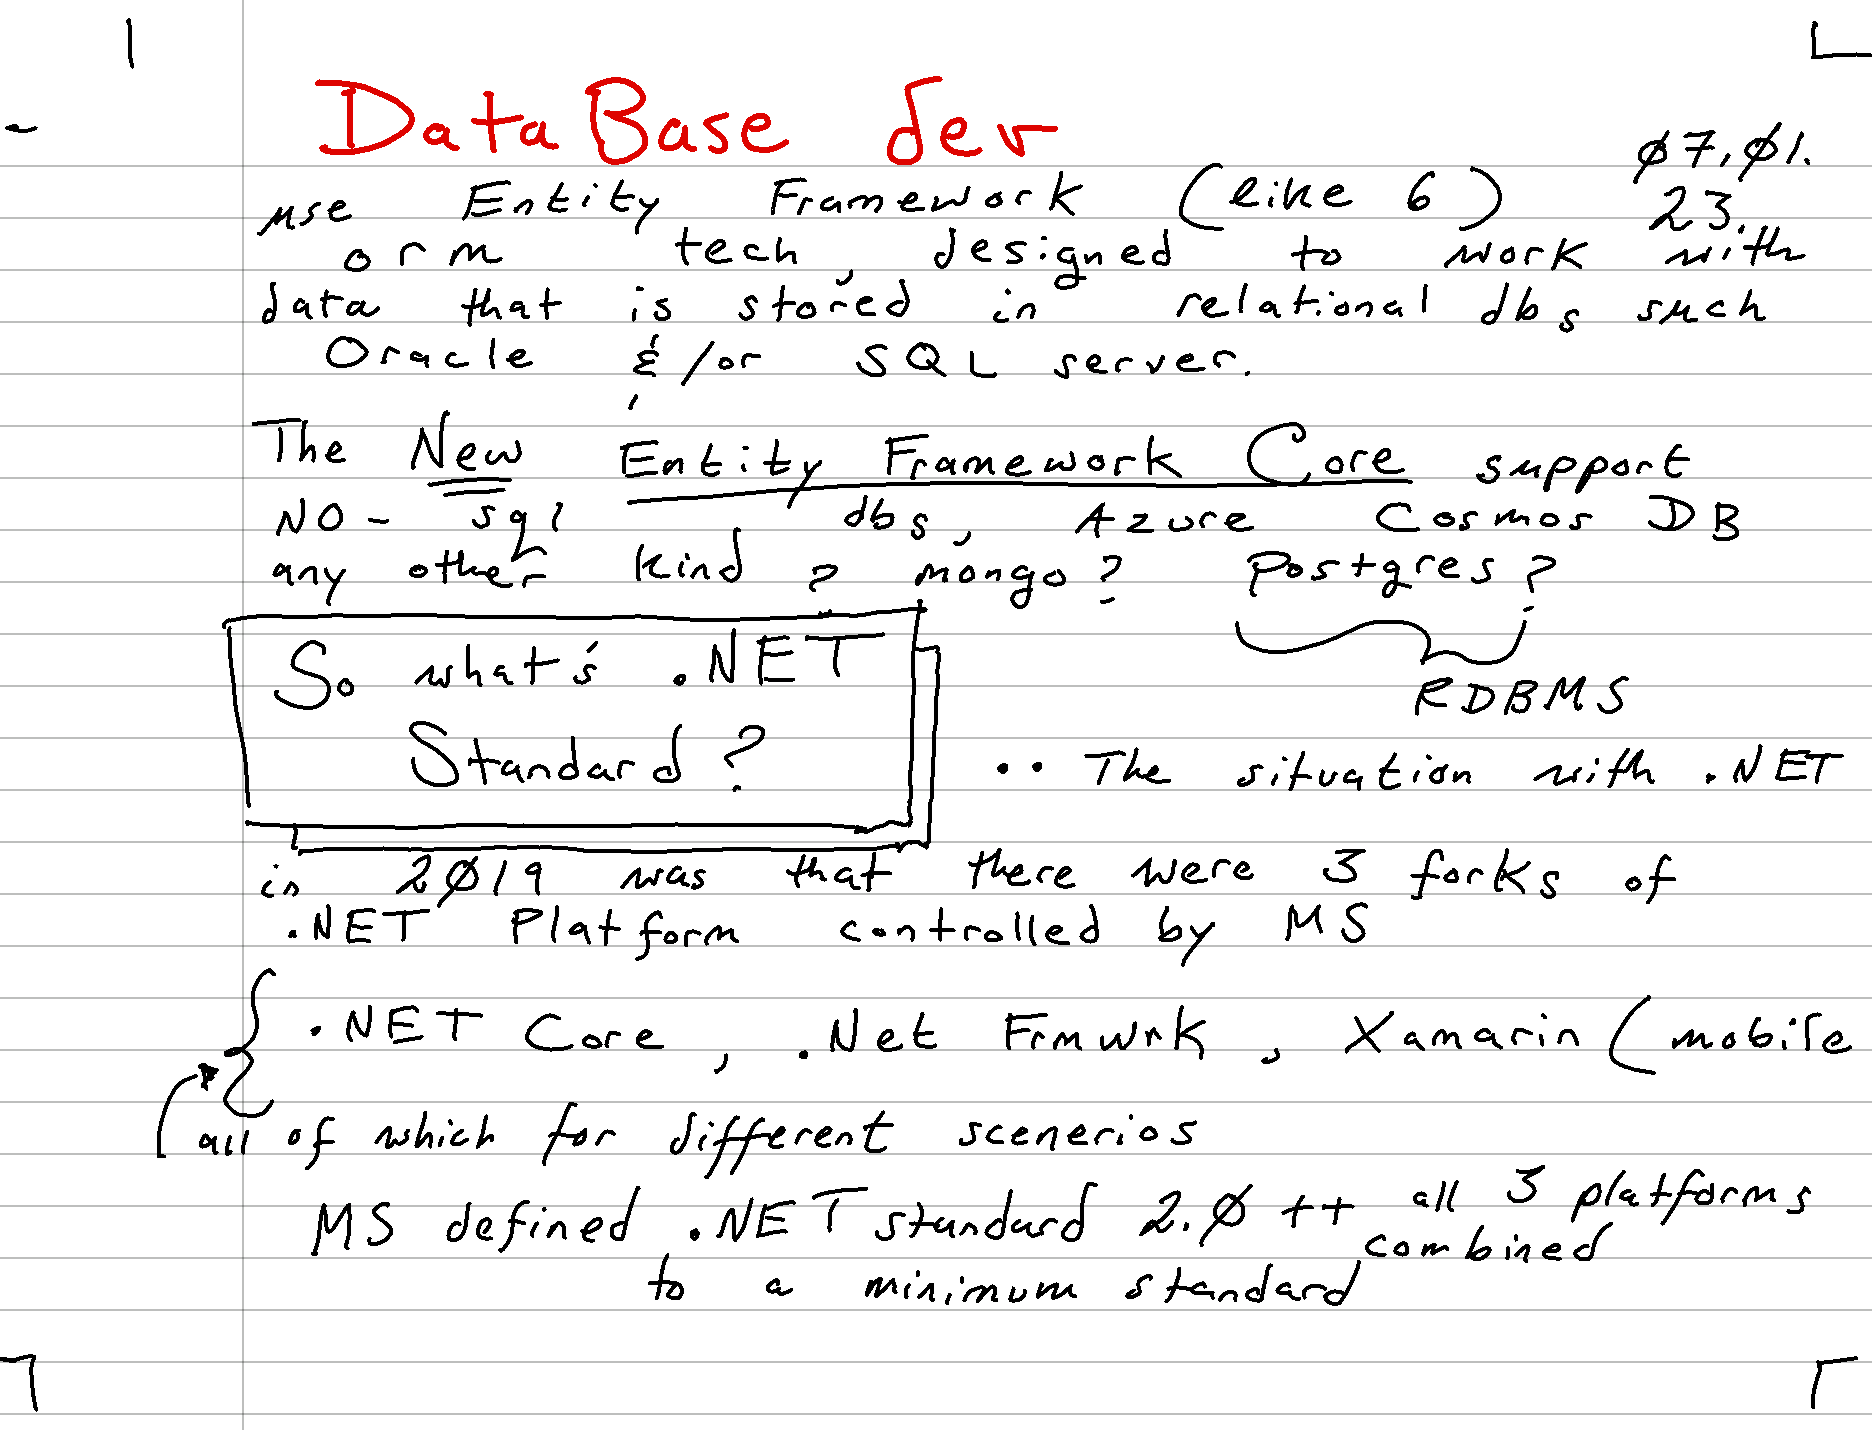 DataBase dev
07,01.
23.
use Entity Framework (like 6)
orm tech, designed to work with
data that is stored in relational dbs such
Oracle & /or SQL server.
The New Entity Framework Core support
NO- sql dbs, Azure Cosmos DB
any other kind? mongo? Postgres?
RDBMS
So what's .NET
Standard?
.. The situation with .NET
in 2019 was that there were 3 forks of
.NET Platform controlled by MS
.NET Core, .Net Frmwrk, Xamarin (mobile
all of which for different scenerios
MS defined .NET standard 2.0 ++ all 3 platforms
combined
to a minimum standard